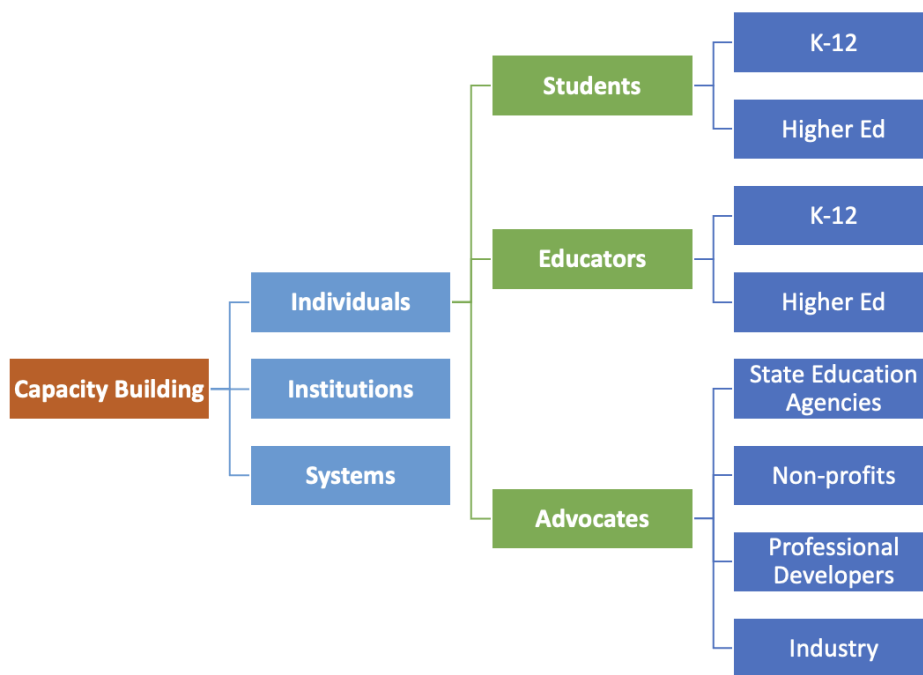 K-12
Students
Higher Ed
K-12
Educators
Higher Ed
Individuals
Capacity Building
Institutions
Systems
State Education
Agencies
Non-profits
Advocates
Professional
Developers
Industry